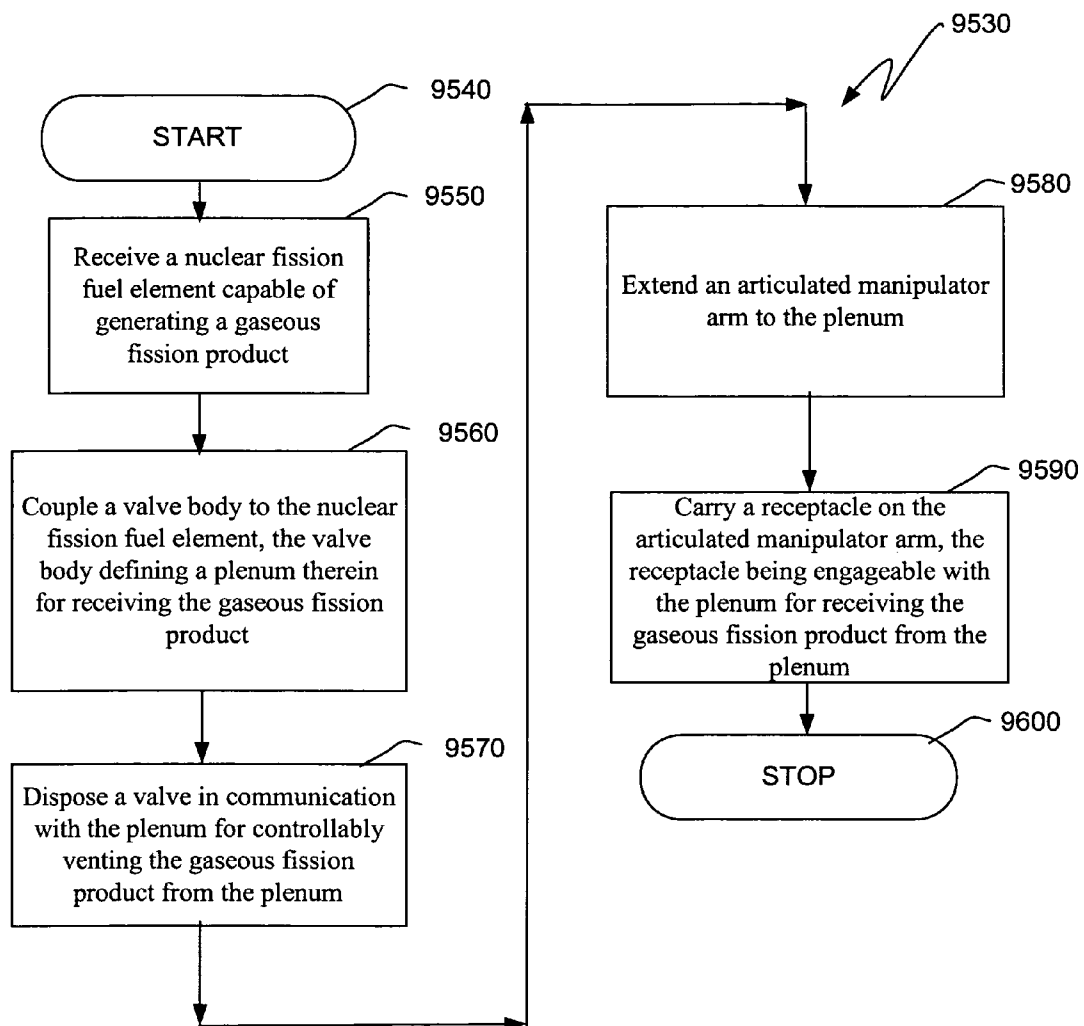 9530
9540
START
9550
Receive a nuclear fission
fuel element capable of
generating a gaseous
fission product
9560
Couple a valve body to the nuclear
fission fuel element, the valve
body defining a plenum therein
for receiving the gaseous fission
product
9570
Dispose a valve in communication
with the plenum for controllably
venting the gaseous fission
product from the plenum
9580
Extend an articulated manipulator
arm to the plenum
9590
Carry a receptacle on the
articulated manipulator arm, the
receptacle being engageable with
the plenum for receiving the
gaseous fission product from the
plenum
9600
STOP